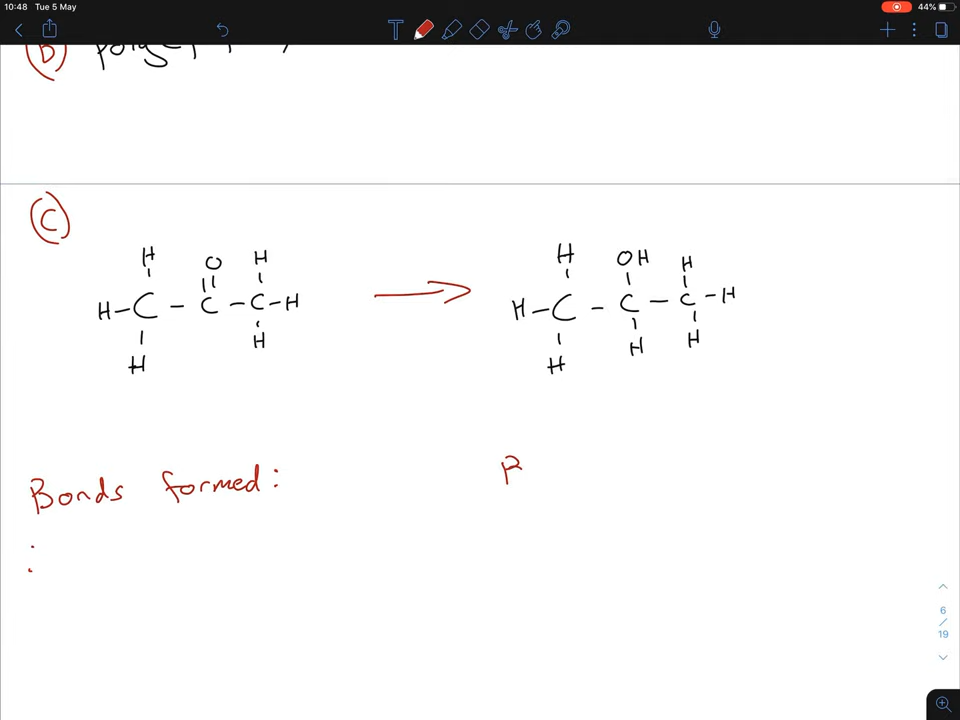 10:48 Tue 5 May
44%
T
(C)
H O H
H-C-C-C-H
H H
H OH H
H-C-C-C-H
H H H
Bonds formed:
6
/
19